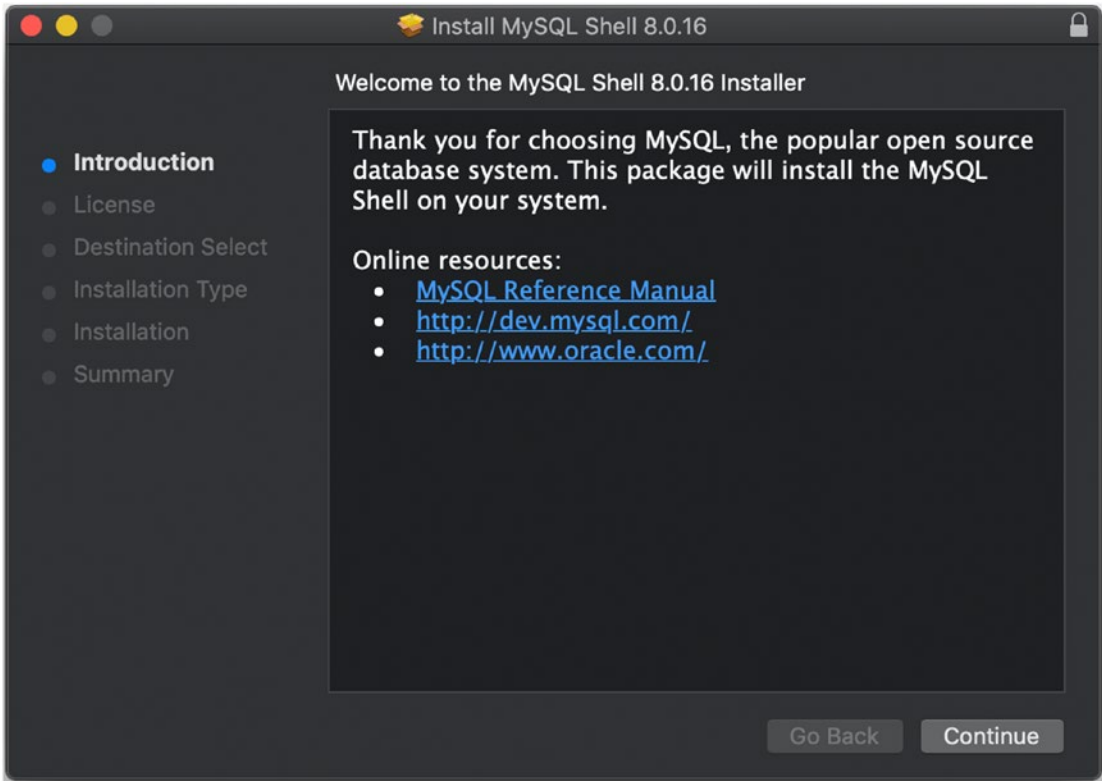 Install MySQL Shell 8.0.16
Welcome to the MySQL Shell 8.0.16 Installer
Introduction
License
Destination Select
Installation Type
Installation
Summary
Thank you for choosing MySQL, the popular open source
database system. This package will install the MySQL
Shell on your system.
Online resources:
• MySQL Reference Manual
• http://dev.mysql.com/
• http://www.oracle.com/
Go Back
Continue